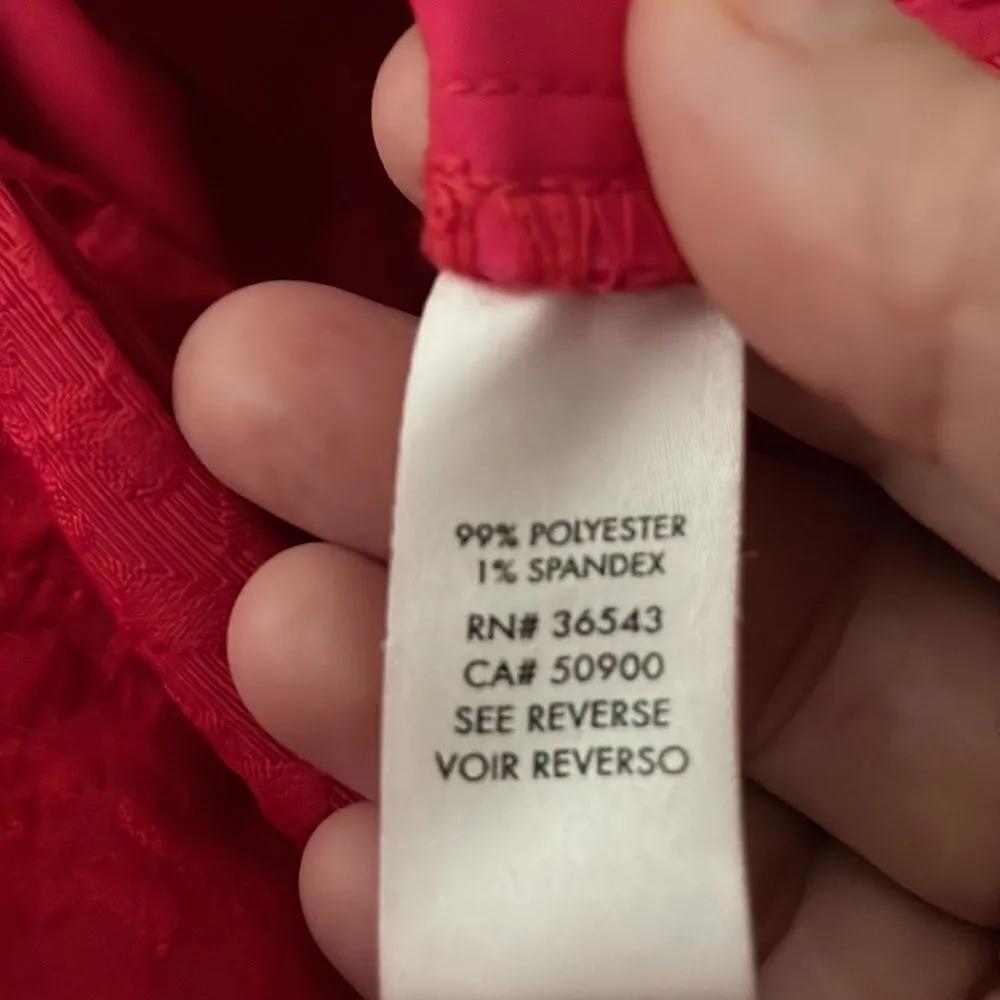 99% POLYESTER
1% SPANDEX
RN# 36543
CA# 50900
SEE REVERSE
VOIR REVERSO